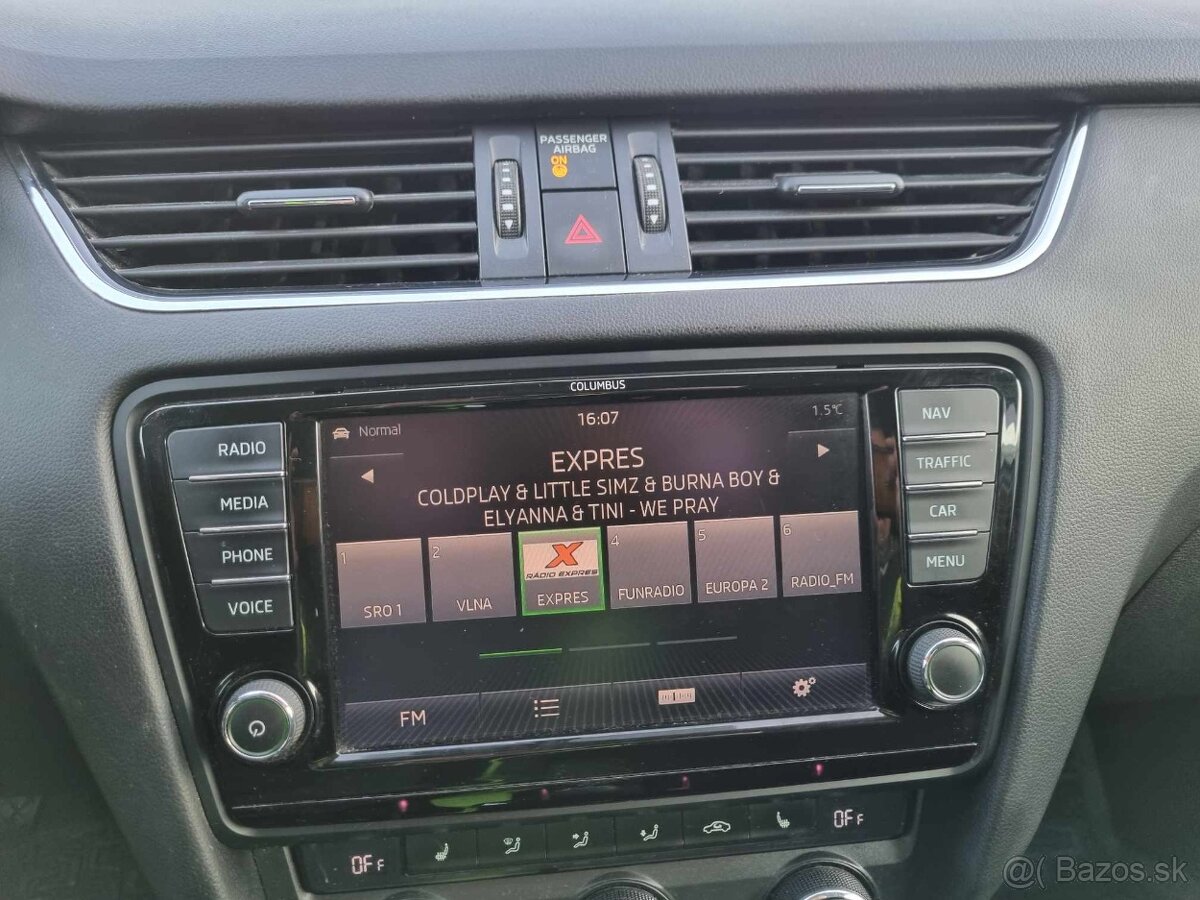 PASSENGER
AIRBAG
ON
COLUMBUS
RADIO
MEDIA
PHONE
VOICE
Normal
16:07
1.5°C
EXPRES
COLDPLAY & LITTLE SIMZ & BURNA BOY &
ELYANNA & TINI - WE PRAY
1
SRO 1
2
VLNA
X
RÁDIO EXPRES
EXPRES
4
FUNRADIO
5
EUROPA 2
6
RADIO_FM
FM
NAV
TRAFFIC
CAR
MENU
OFF
OFF
@( Bazos.sk